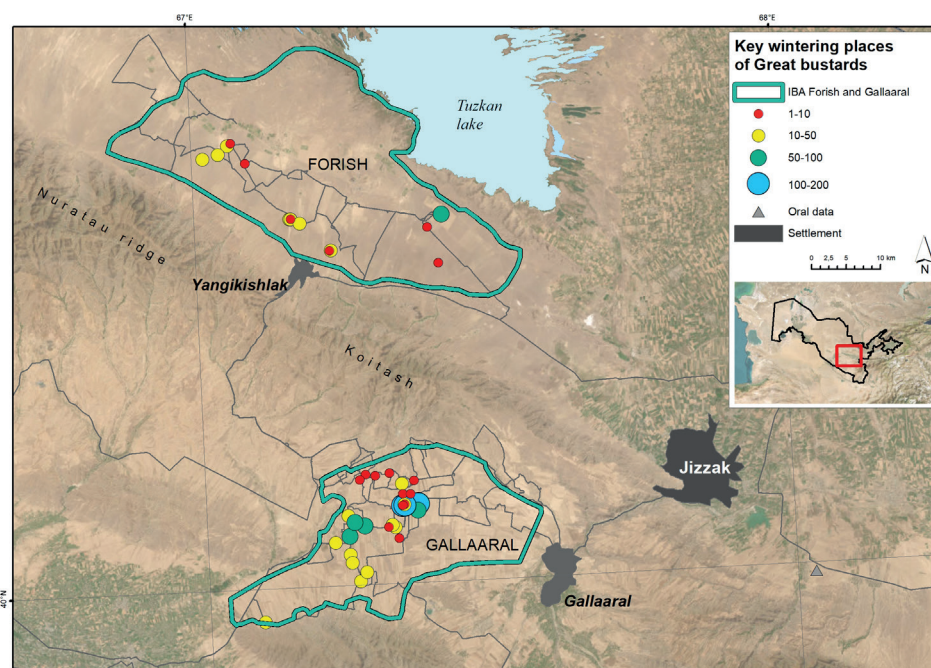 67°E
68°E
Key wintering places
of Great bustards
IBA Forish and Gallaaral
1-10
10-50
50-100
100-200
Oral data
Settlement
0 2,5 5 10 km
N
Tuzkan
lake
FORISH
Nuratau ridge
Yangikishlak
Koitash
Jizzak
GALLAARAL
Gallaaral
40°N
40°N